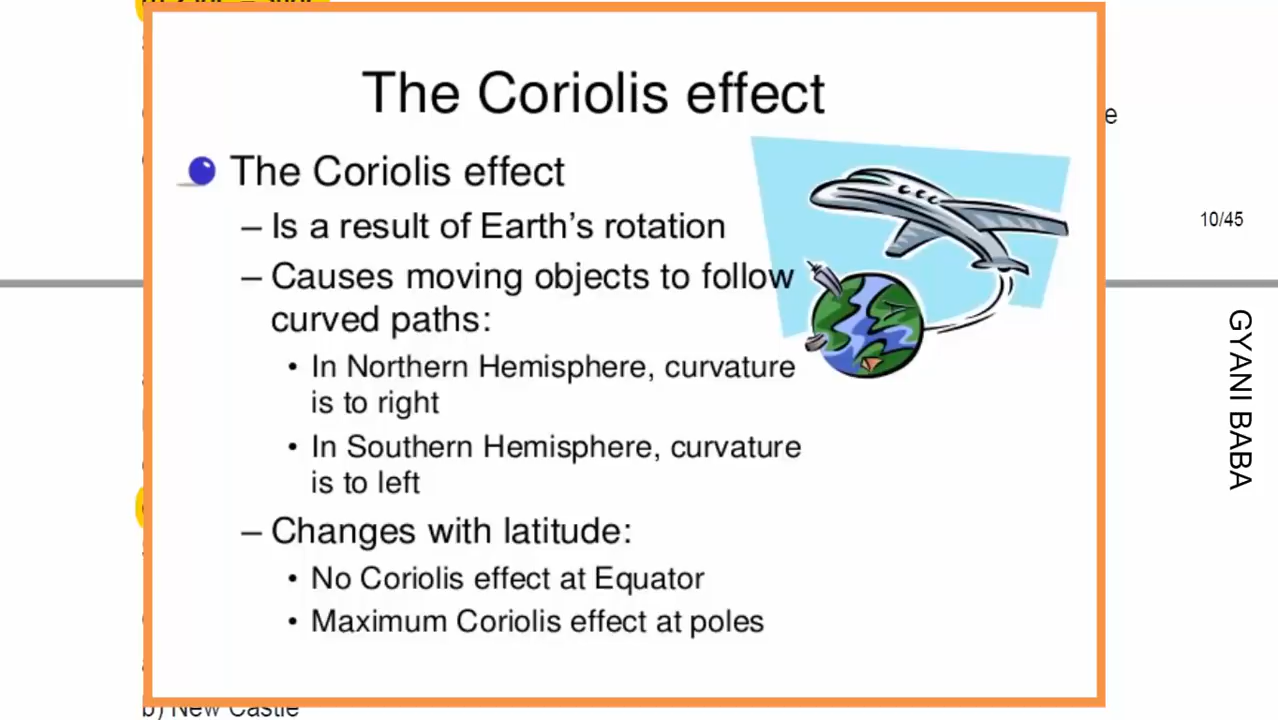 The Coriolis effect
The Coriolis effect
– Is a result of Earth's rotation
– Causes moving objects to follow
curved paths:
• In Northern Hemisphere, curvature
is to right
• In Southern Hemisphere, curvature
is to left
– Changes with latitude:
• No Coriolis effect at Equator
• Maximum Coriolis effect at poles
e
10/45
GYANI BABA
b) New Castle